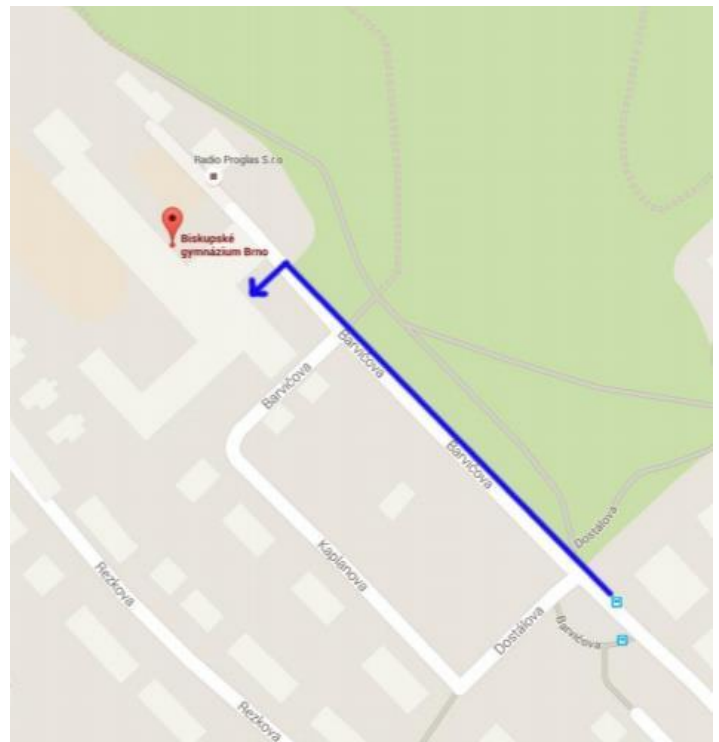 Radio Proglas S.r.o
Biskupské
gymnázium Brno
Barvičova
Barvičova
Barvičova
Dostálova
Kaplanova
Rezkova
Dostálova
Barvičova
Rezkova